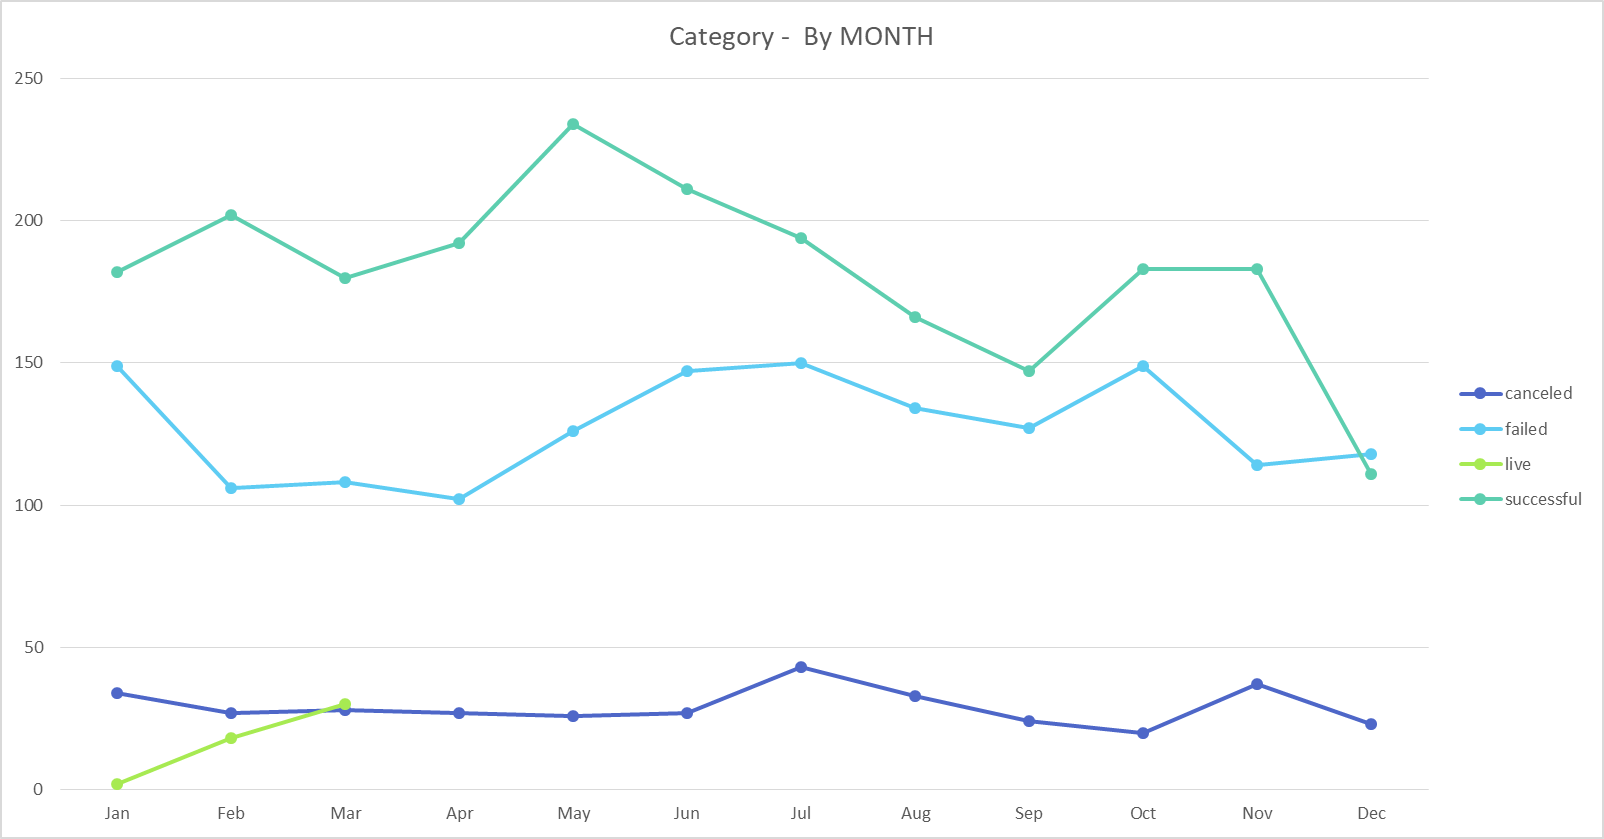 Category -  By MONTH
250
200
150
100
50
0
Jan Feb Mar Apr May Jun Jul Aug Sep Oct Nov Dec
canceled
failed
live
successful